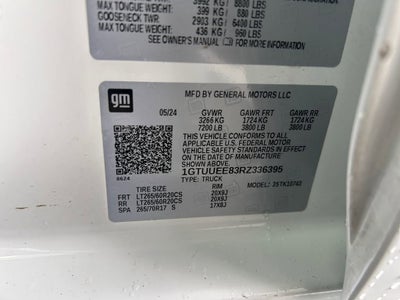 3992 KG/ 8800 LBS
MAX TONGUE WEIGHT: 399 KG/ 880 LBS
GOOSENECK TWR: 2903 KG/ 6400 LBS
MAX TONGUE WEIGHT: 436 KG/ 960 LBS
SEE OWNER'S MANUAL FOR MORE INFORMATION
gm
MFD BY GENERAL MOTORS LLC
05/24 GVWR GAWR FRT GAWR RR
3266 KG 1724 KG 1724 KG
7200 LB 3800 LB 3800 LB
THIS VEHICLE CONFORMS TO ALL
APPLICABLE U.S. FEDERAL MOTOR
VEHICLE SAFETY STANDARDS IN
EFFECT ON THE DATE OF
MANUFACTURE SHOWN ABOVE.
1GTUUEE83RZ336395
TYPE: TRUCK
MODEL: 3STK10743
0624
TIRE SIZE RIM
FRT LT265/60R20CS 20X9J
RR LT265/60R20CS 20X9J
SPA 265/70R17 S 17X8J